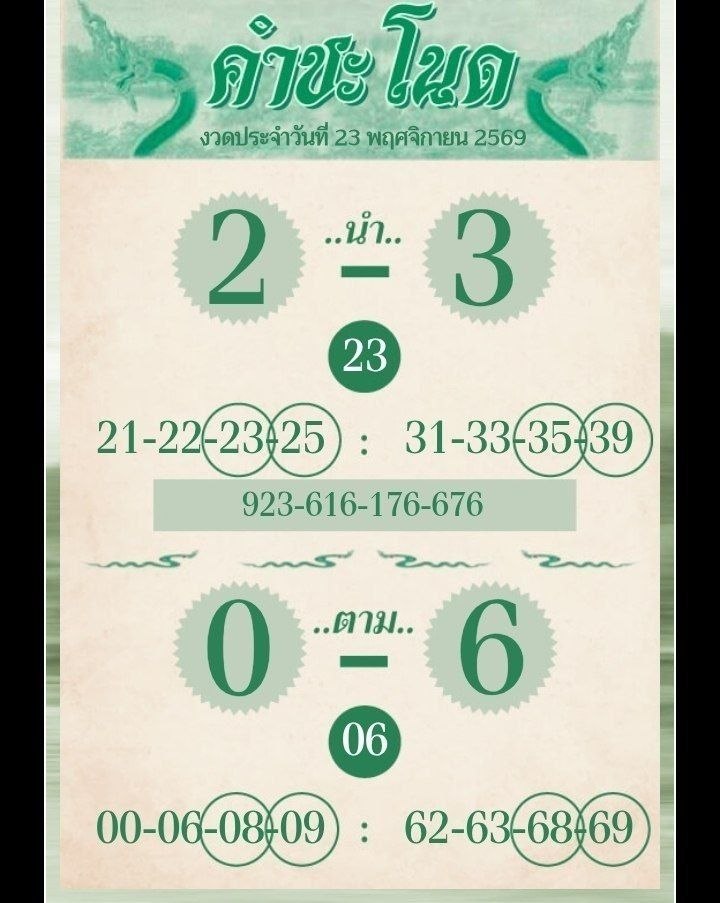 คำชะโนด
งวดประจำวันที่ 23 พฤศจิกายน 2569
2 ..นำ.. - 3
23
21-22-23-25 : 31-33-35-39
923-616-176-676
0 ..ตาม.. - 6
06
00-06-08-09 : 62-63-68-69